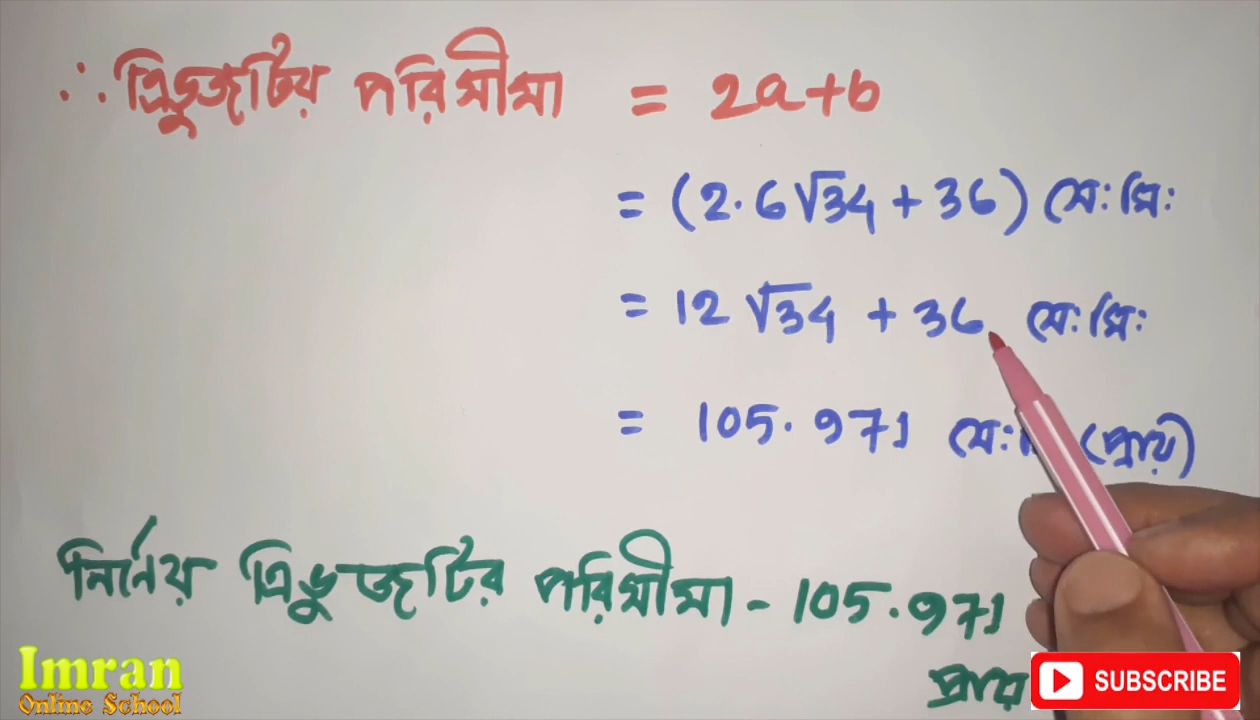 ∴ ত্রিভুজটির পরিসীমা = 2a+b
= (2·6√34 + 36) সে:মি:
= 12√34 + 36 সে:মি:
= 105.971 সে: (প্রায়)
নির্নেয় ত্রিভুজটির পরিসীমা - 105.971
প্রায়
Imran
Online School
SUBSCRIBE